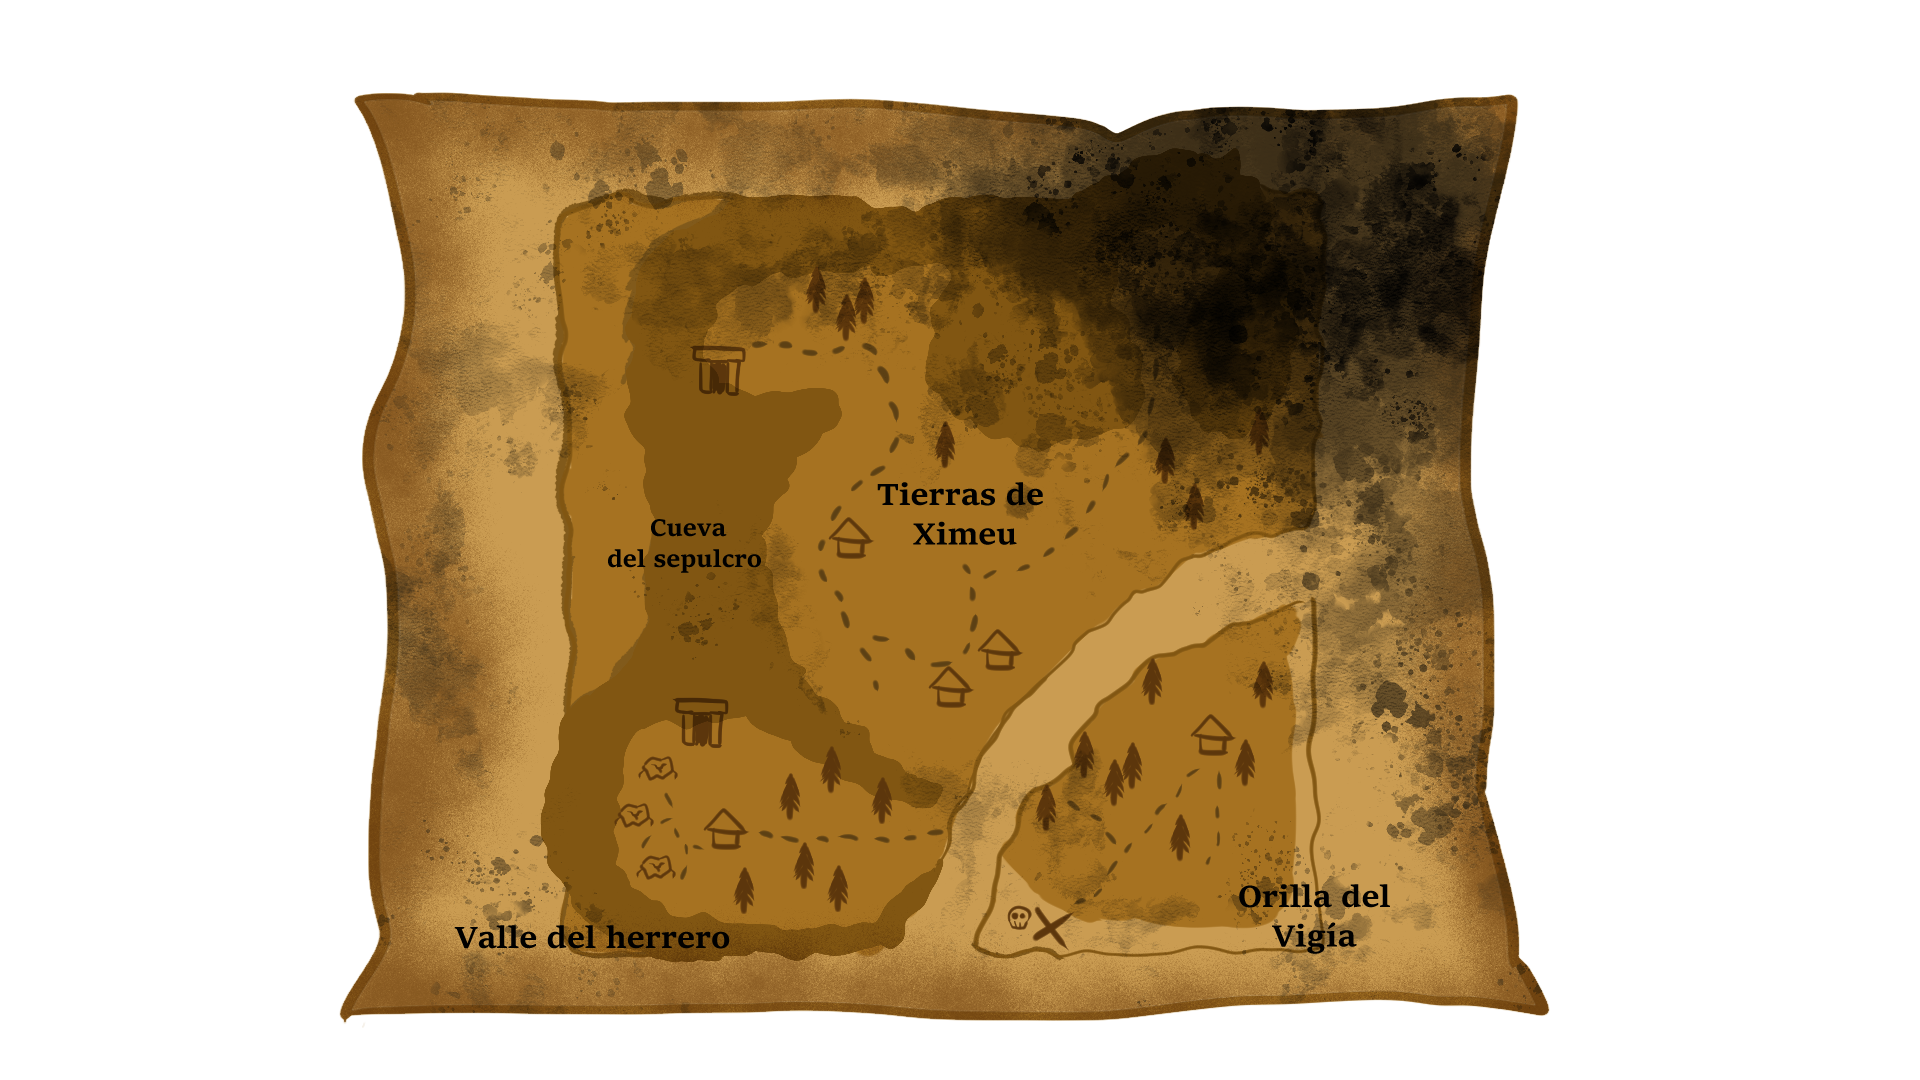 Tierras de
Ximeu
Cueva
del sepulcro
Valle del herrero
Orilla del
Vigía